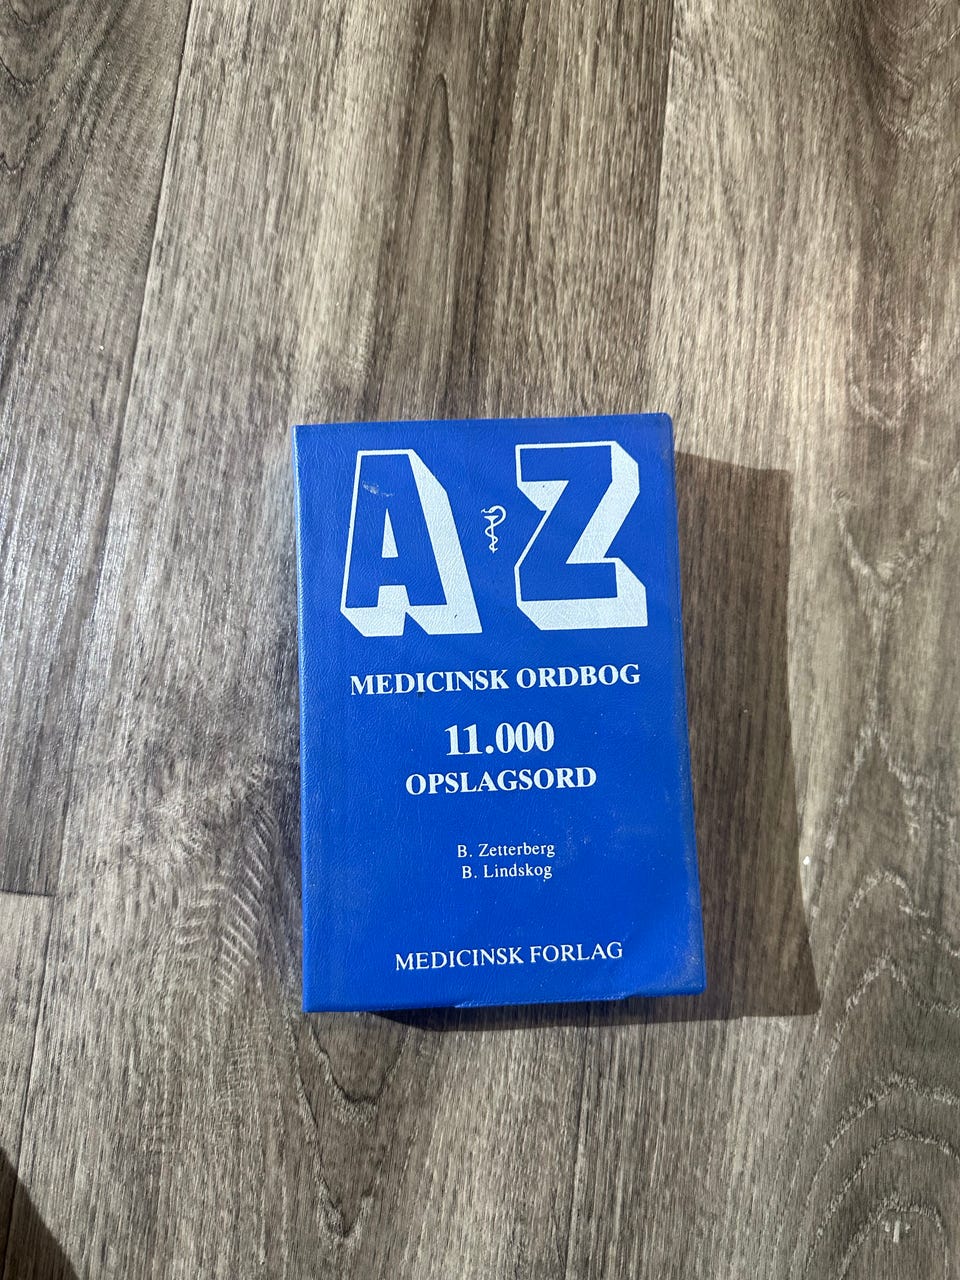 A Z
MEDICINSK ORDBOG
11.000
OPSLAGSORD
B. Zetterberg
B. Lindskog
MEDICINSK FORLAG